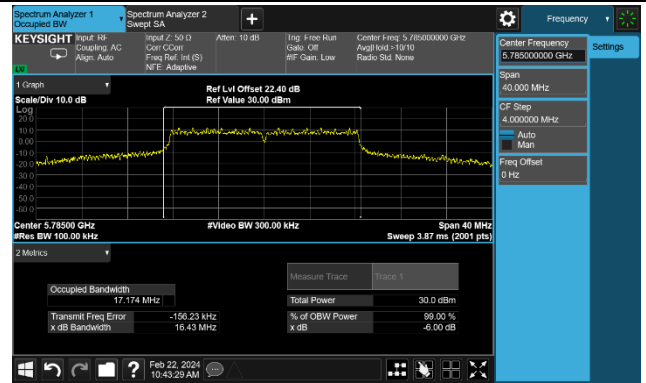 Spectrum Analyzer 1
Occupied BW
Spectrum Analyzer 2
Swept SA
Frequency
KEYSIGHT
Input: RF
Coupling: AC
Align: Auto
Input Z: 50 Ω
Corr CCorr
Freq Ref: Int (S)
NFE: Adaptive
Atten: 10 dB
Trig: Free Run
Gate: Off
#IF Gain: Low
Center Freq: 5.785000000 GHz
Avg|Hold:>10/10
Radio Std: None
Center Frequency
5.785000000 GHz
Settings
Span
40.000 MHz
CF Step
4.000000 MHz
Auto
Man
Freq Offset
0 Hz
1 Graph
Scale/Div 10.0 dB
Ref Lvl Offset 22.40 dB
Ref Value 30.00 dBm
Log
20.0
10.0
0.00
-10.0
-20.0
-30.0
-40.0
-50.0
-60.0
Center 5.78500 GHz
#Res BW 100.00 kHz
#Video BW 300.00 kHz
Span 40 MHz
Sweep 3.87 ms (2001 pts)
2 Metrics
Measure Trace
Trace 1
Occupied Bandwidth
17.174 MHz
Total Power
30.0 dBm
Transmit Freq Error
-156.23 kHz
% of OBW Power
99.00 %
x dB Bandwidth
16.43 MHz
x dB
-6.00 dB
Feb 22, 2024
10:43:29 AM